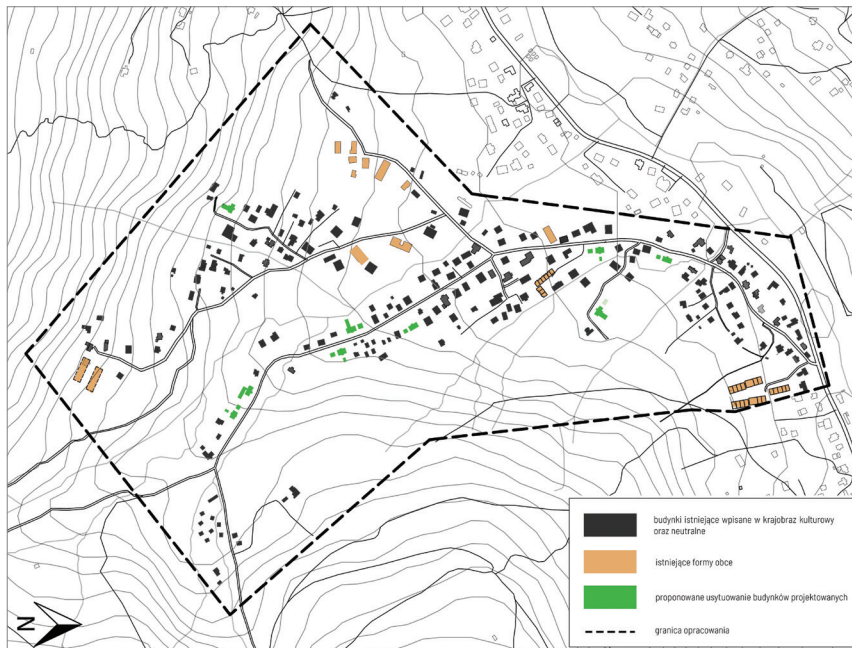 budynki istniejące wpisane w krajobraz kulturowy
oraz neutralne
istniejące formy obce
proponowane usytuowanie budynków projektowanych
granica opracowania
N